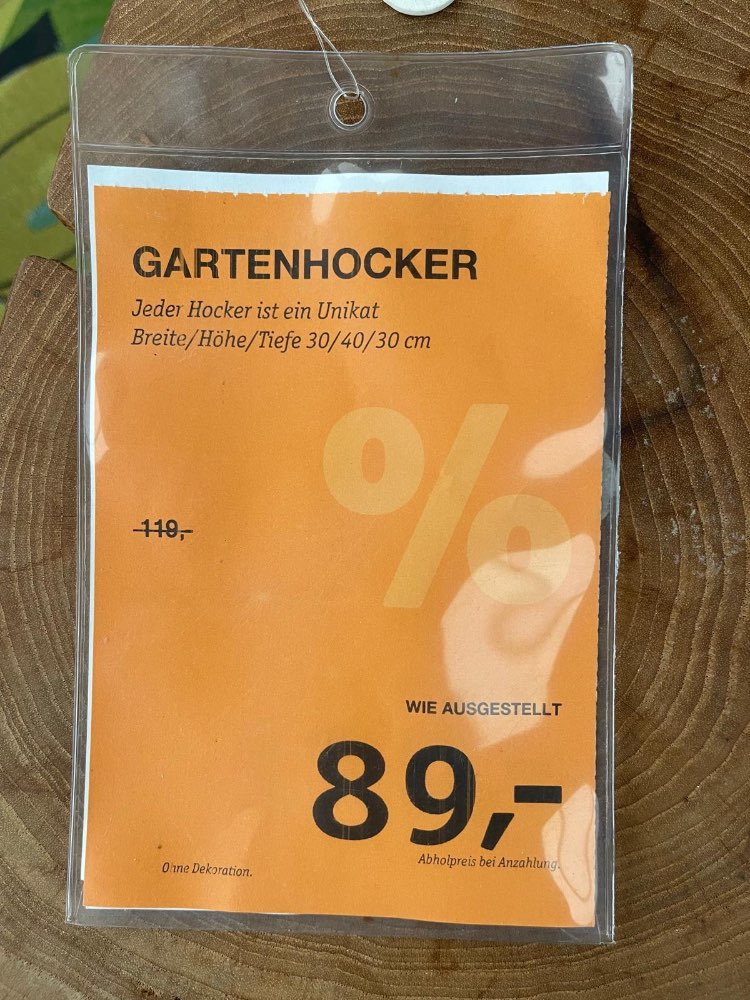 GARTENHOCKER
Jeder Hocker ist ein Unikat
Breite/Höhe/Tiefe 30/40/30 cm
%
119,-
WIE AUSGESTELLT
89,-
Abholpreis bei Anzahlung.
Ohne Dekoration.